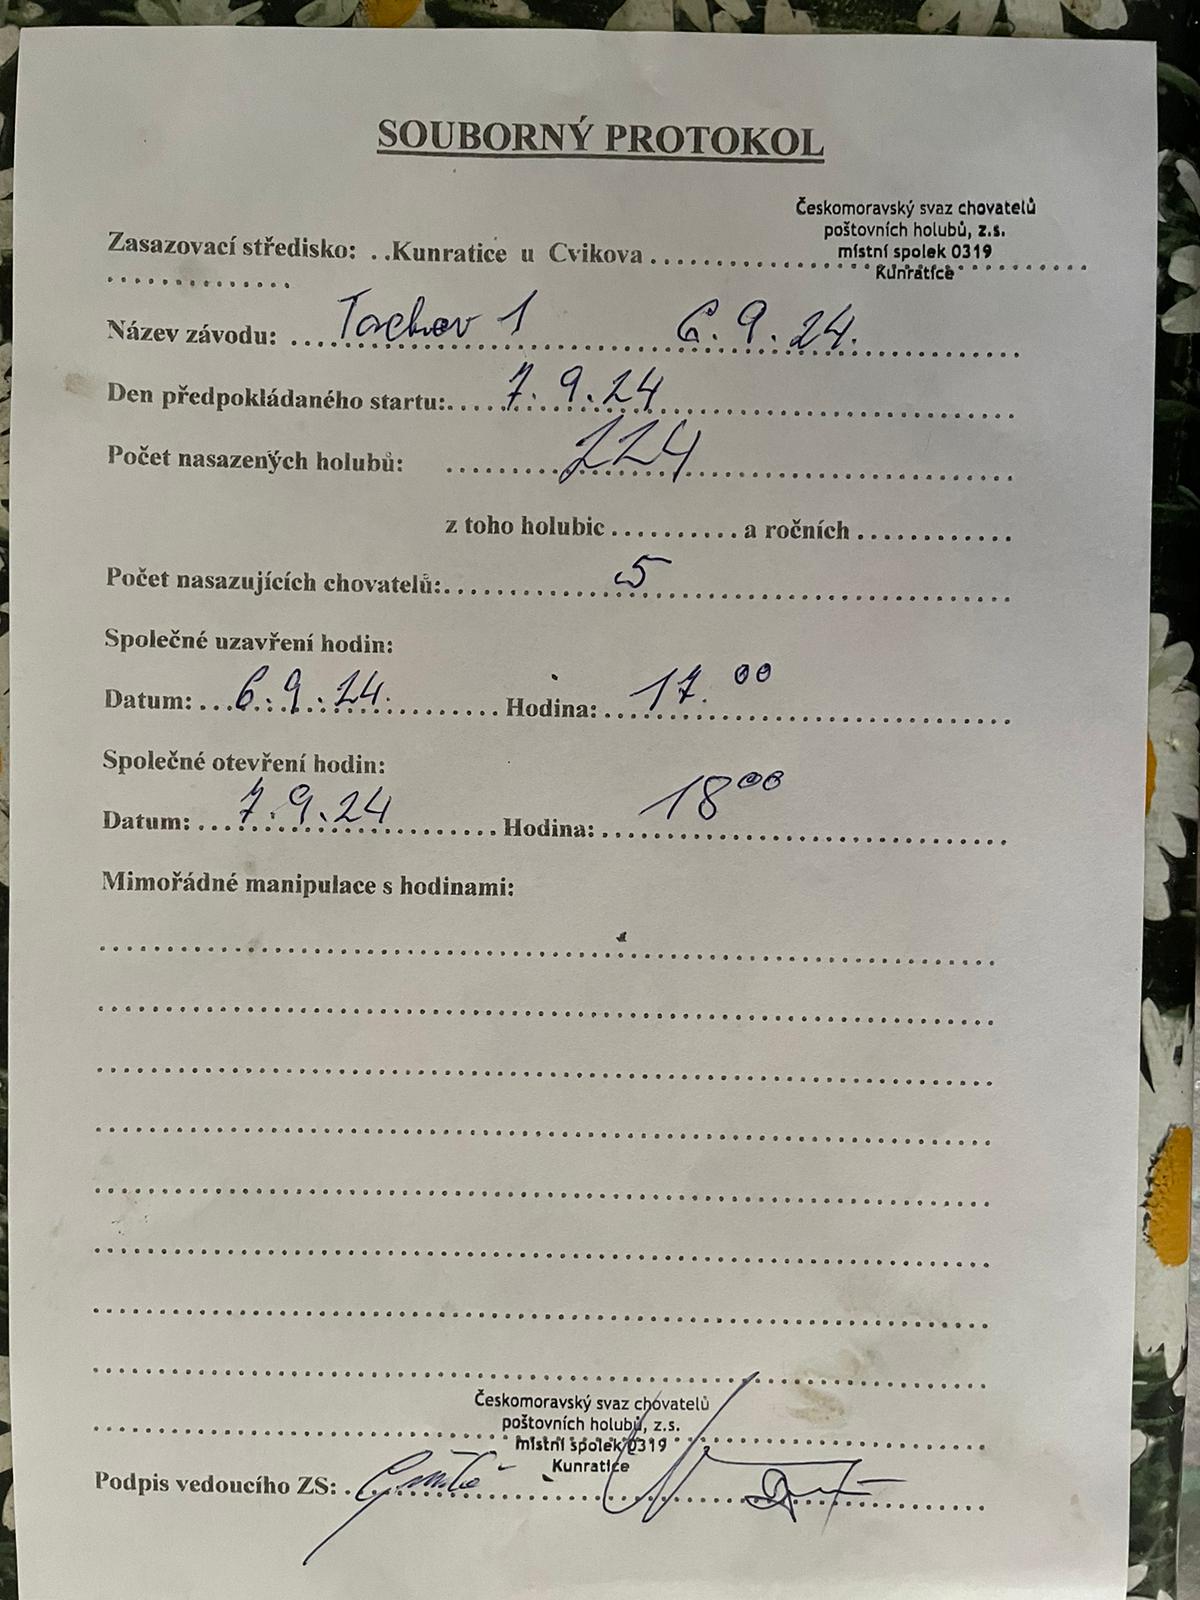 SOUBORNÝ PROTOKOL
Českomoravský svaz chovatelů
poštovních holubů, z.s.
místní spolek 0319
Kunratice
Zasazovací středisko: ..Kunratice u Cvikova
Název závodu: Tachov 1 6.9.24.
Den předpokládaného startu: 7.9.24
Počet nasazených holubů: 224
z toho holubic .......... a ročních ............
Počet nasazujících chovatelů: 5
Společné uzavření hodin:
Datum: 6.9.24. Hodina: 17.00
Společné otevření hodin:
Datum: 7.9.24 Hodina: 18 00
Mimořádné manipulace s hodinami:
Českomoravský svaz chovatelů
poštovních holubů, z.s.
místní spolek 0319
Kunratice
Podpis vedoucího ZS: